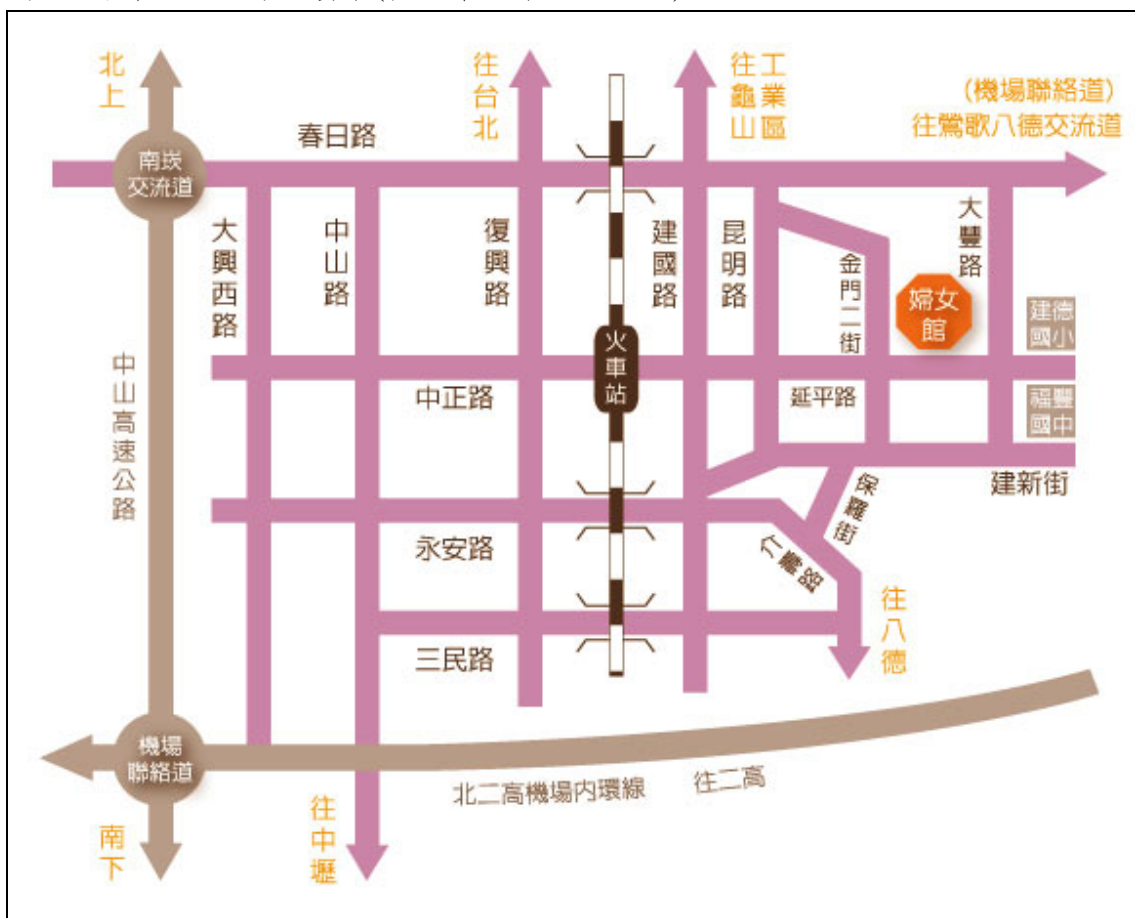 北上
往台北
往龜山
工業區
(機場聯絡道)
往鶯歌八德交流道
春日路
南崁
交流道
大興西路
中山路
復興路
建國路
昆明路
金門二街
大豐路
婦女
館
建德
國小
火車站
中山高速公路
中正路
延平路
福豐
國中
建新街
保羅街
永安路
介壽路
往八德
三民路
機場
聯絡道
北二高機場內環線
往二高
南下
往中壢